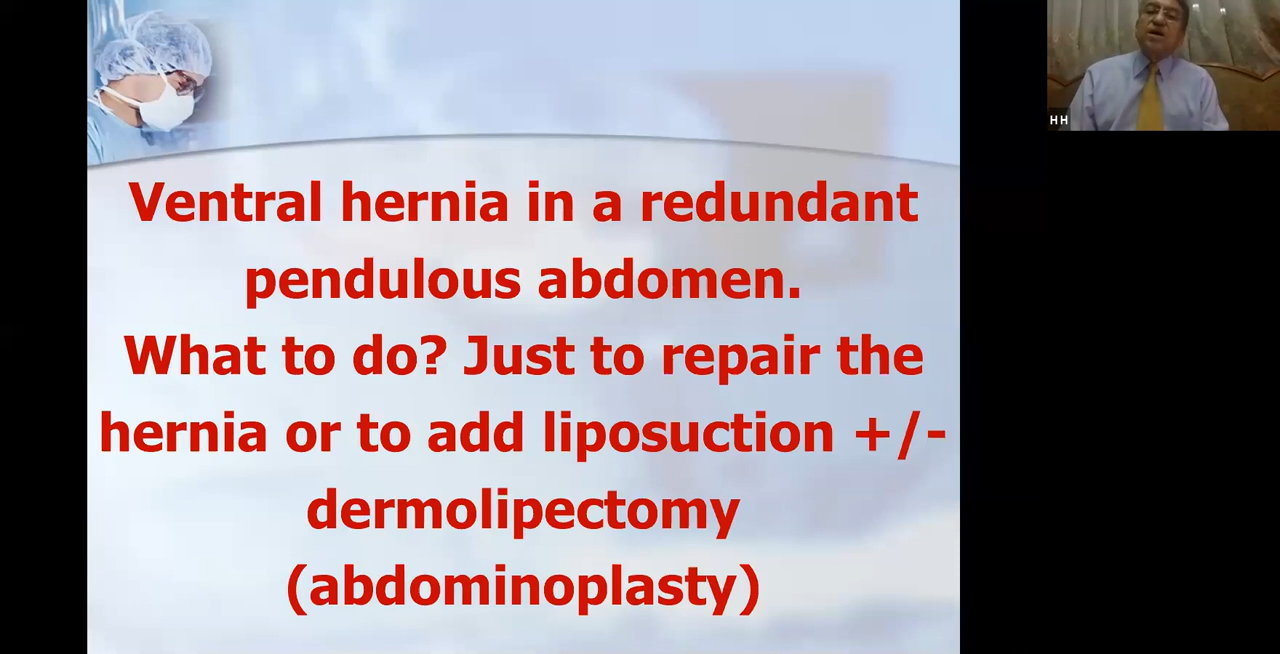 Ventral hernia in a redundant
pendulous abdomen.
What to do? Just to repair the
hernia or to add liposuction +/-
dermolipectomy
(abdominoplasty)
HH